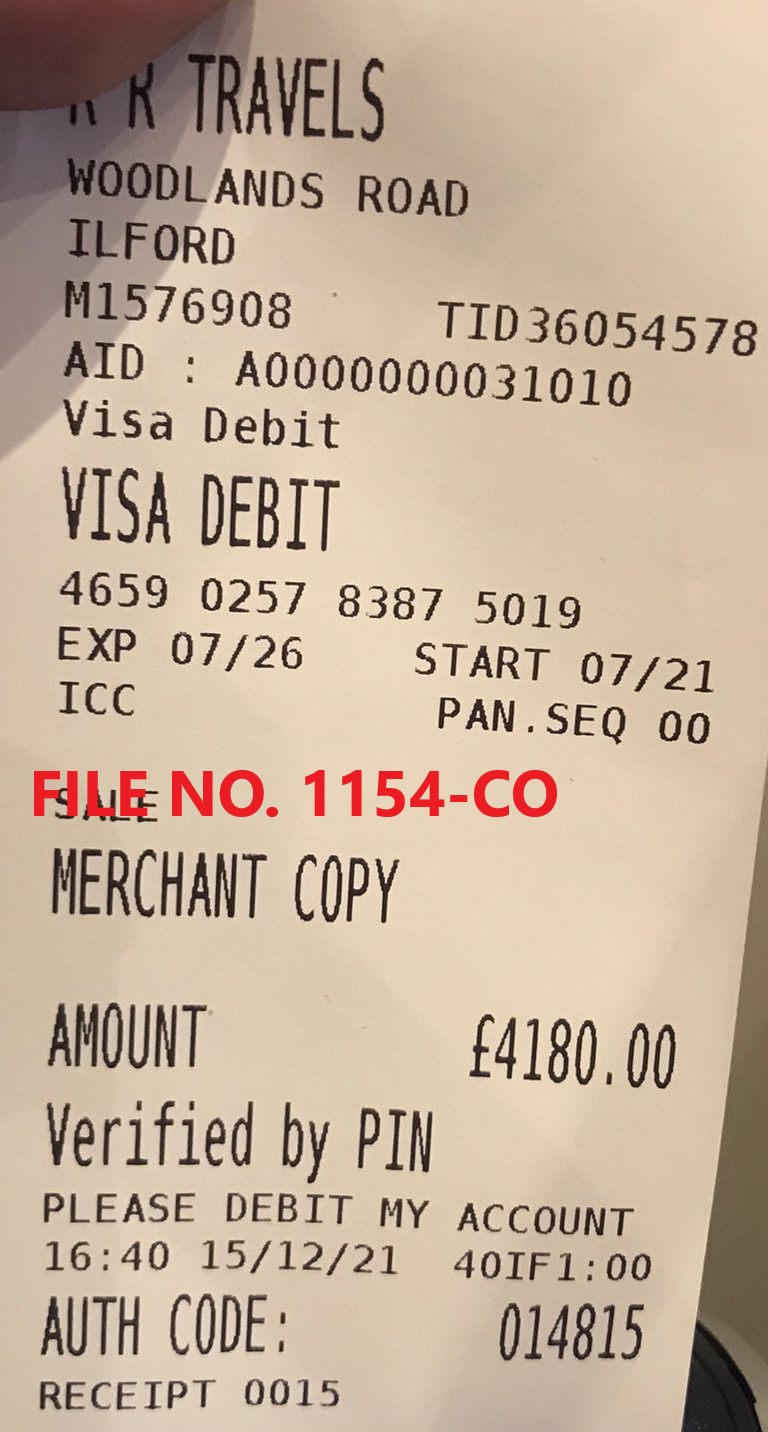 TRAVELS
WOODLANDS ROAD
ILFORD
M1576908 TID36054578
AID : A0000000031010
Visa Debit
VISA DEBIT
4659 0257 8387 5019
EXP 07/26 START 07/21
ICC PAN.SEQ 00
FILE NO. 1154-CO
SALE
MERCHANT COPY
AMOUNT £4180.00
Verified by PIN
PLEASE DEBIT MY ACCOUNT
16:40 15/12/21 40IF1:00
AUTH CODE: 014815
RECEIPT 0015